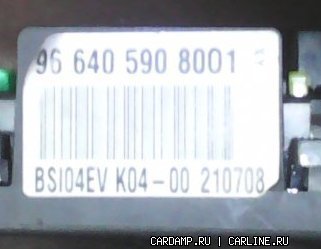 96 640 590 8001
BSI04EV K04-00 210708
CARDAMP.RU | CARLINE.RU